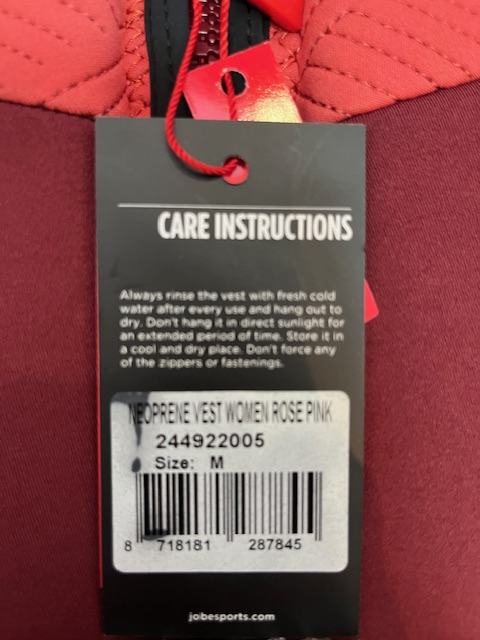 CARE INSTRUCTIONS
Always rinse the vest with fresh cold
water after every use and hang out to
dry. Don't hang it in direct sunlight for
an extended period of time. Store it in
a cool and dry place. Don't force any
of the zippers or fastenings.
NEOPRENE VEST WOMEN ROSE PINK
244922005
Size: M
8 718181 287845
jobesports.com